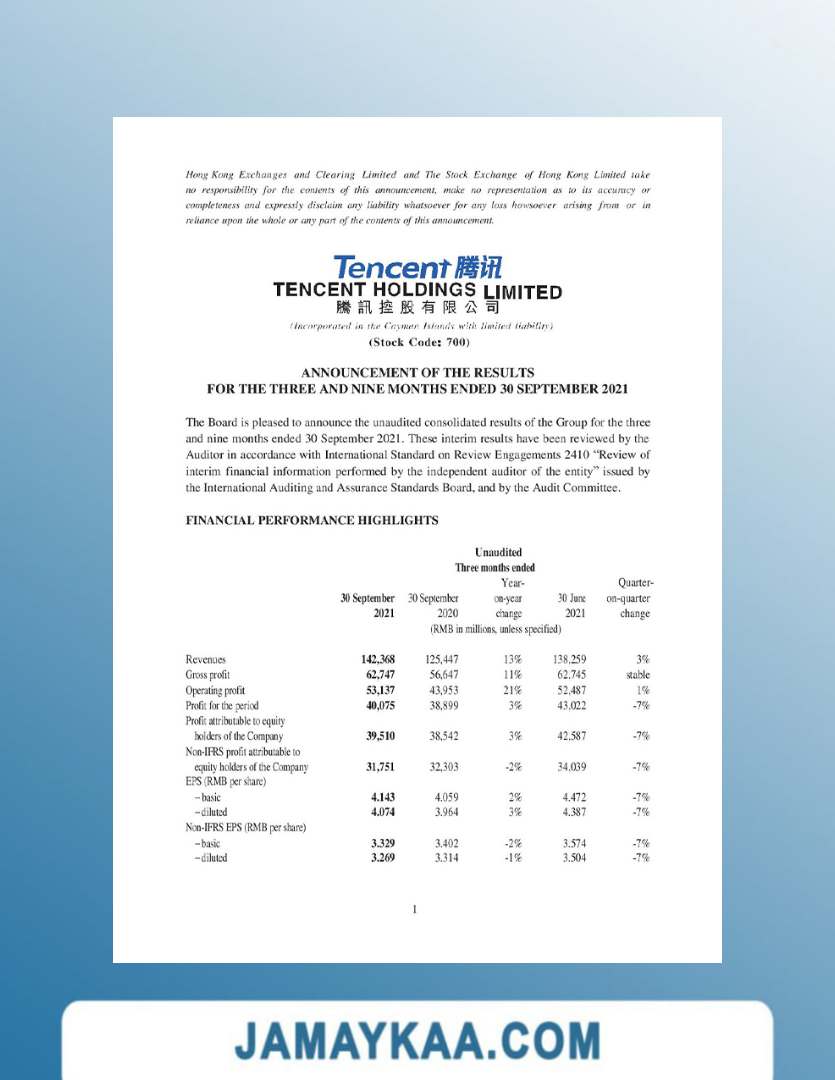 Hong Kong Exchanges and Clearing Limited and The Stock Exchange of Hong Kong Limited take
no responsibility for the contents of this announcement, make no representation as to its accuracy or
completeness and expressly disclaim any liability whatsoever for any loss howsoever arising from or in
reliance upon the whole or any part of the contents of this announcement.
Tencent 腾讯
TENCENT HOLDINGS LIMITED
騰訊控股有限公司
(Incorporated in the Cayman Islands with limited liability)
(Stock Code: 700)
ANNOUNCEMENT OF THE RESULTS
FOR THE THREE AND NINE MONTHS ENDED 30 SEPTEMBER 2021
The Board is pleased to announce the unaudited consolidated results of the Group for the three
and nine months ended 30 September 2021. These interim results have been reviewed by the
Auditor in accordance with International Standard on Review Engagements 2410 “Review of
interim financial information performed by the independent auditor of the entity” issued by
the International Auditing and Assurance Standards Board, and by the Audit Committee.
FINANCIAL PERFORMANCE HIGHLIGHTS
Unaudited
Three months ended
Year- Quarter-
30 September 30 September on-year 30 June on-quarter
2021 2020 change 2021 change
(RMB in millions, unless specified)
Revenues 142,368 125,447 13% 138,259 3%
Gross profit 62,747 56,647 11% 62,745 stable
Operating profit 53,137 43,953 21% 52,487 1%
Profit for the period 40,075 38,899 3% 43,022 -7%
Profit attributable to equity
holders of the Company 39,510 38,542 3% 42,587 -7%
Non-IFRS profit attributable to
equity holders of the Company 31,751 32,303 -2% 34,039 -7%
EPS (RMB per share)
– basic 4.143 4.059 2% 4.472 -7%
– diluted 4.074 3.964 3% 4.387 -7%
Non-IFRS EPS (RMB per share)
– basic 3.329 3.402 -2% 3.574 -7%
– diluted 3.269 3.314 -1% 3.504 -7%
1
JAMAYKAA.COM